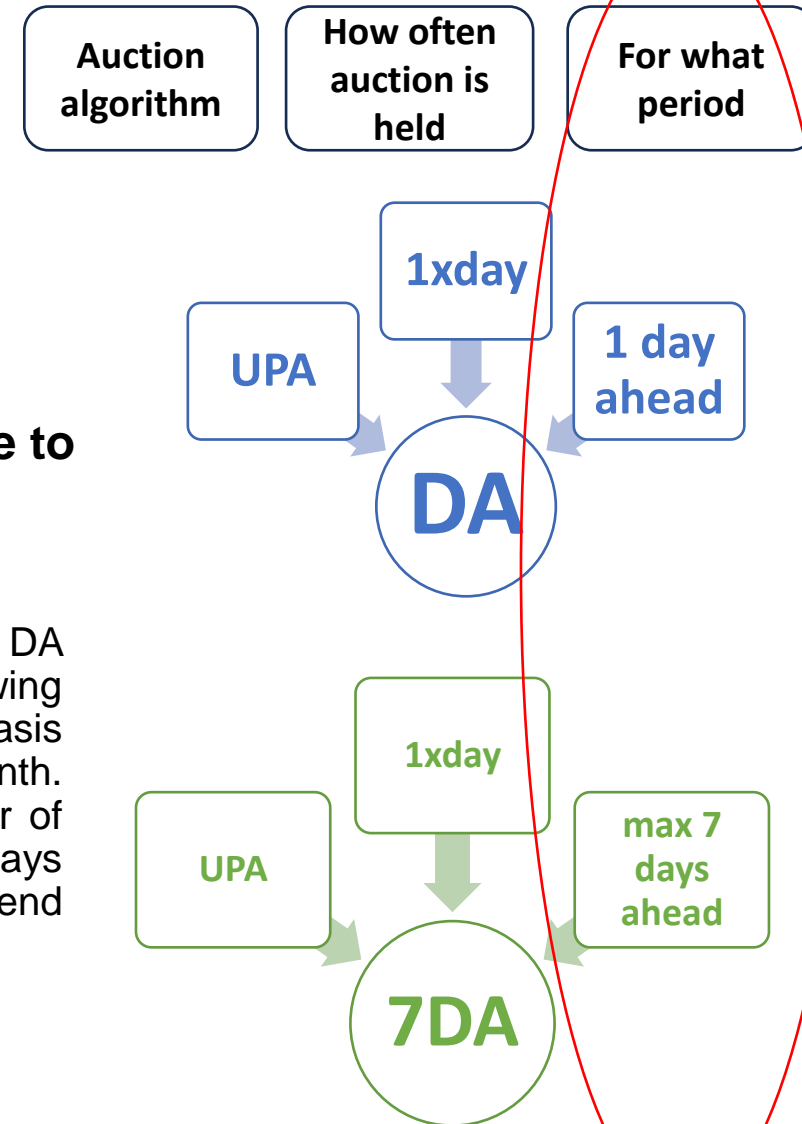 Auction
algorithm
How often
auction is
held
For what
period
1xday
UPA
1 day
ahead
DA
e to
DA
wing
asis
nth.
r of
ays
end
1xday
UPA
max 7
days
ahead
7DA